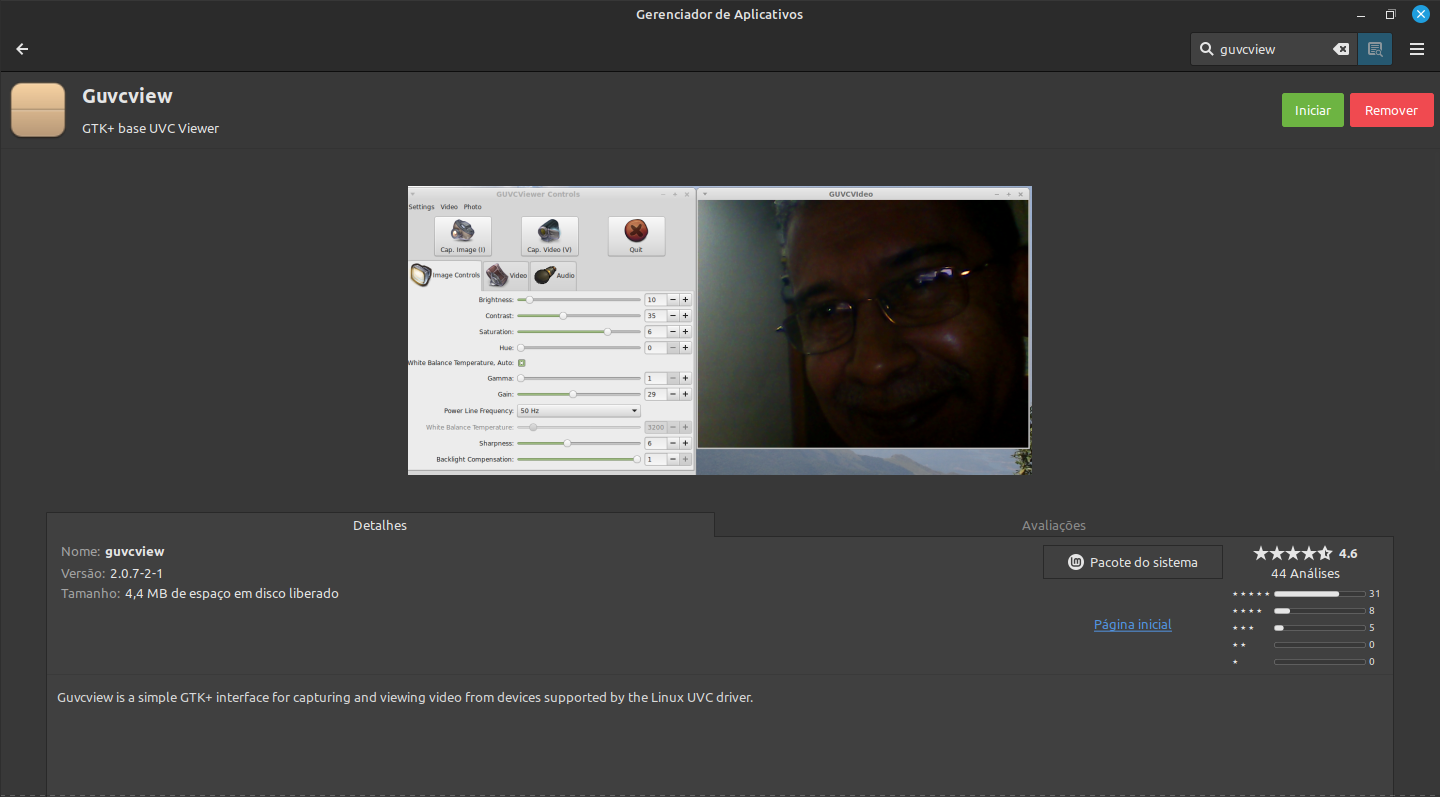 Gerenciador de Aplicativos
guvcview
Guvcview
GTK+ base UVC Viewer
Iniciar
Remover
GUVCViewer Controls
GUVCVideo
Settings Video Photo
Cap. Image (I)
Cap. Video (V)
Quit
Image Controls
Video
Audio
Brightness: 10
Contrast: 35
Saturation: 6
Hue: 0
White Balance Temperature, Auto:
Gamma: 1
Gain: 29
Power Line Frequency: 50 Hz
White Balance Temperature: 3200
Sharpness: 6
Backlight Compensation: 1
Detalhes
Avaliações
Nome: guvcview
Versão: 2.0.7-2-1
Tamanho: 4,4 MB de espaço em disco liberado
Pacote do sistema
Página inicial
4.6
44 Análises
31
8
5
0
0
Guvcview is a simple GTK+ interface for capturing and viewing video from devices supported by the Linux UVC driver.